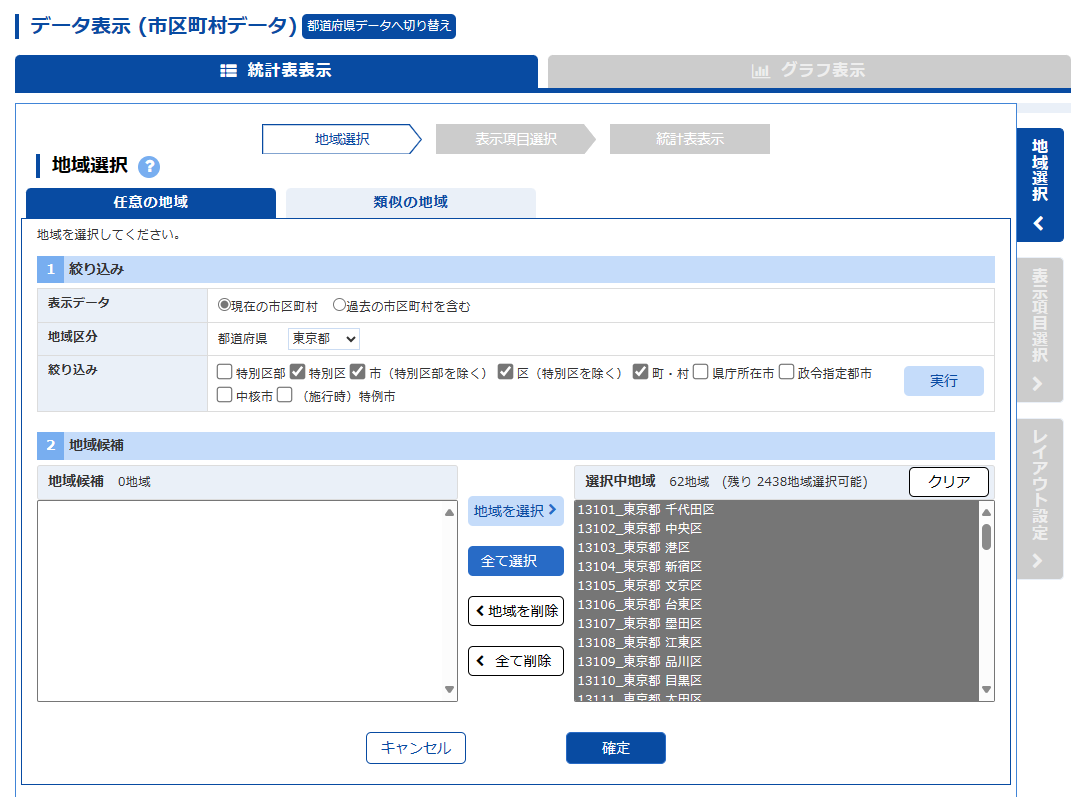 データ表示 (市区町村データ) 都道府県データへ切り替え
統計表表示
グラフ表示
地域選択
表示項目選択
統計表表示
地域選択 ?
任意の地域
類似の地域
地域を選択してください。
1 絞り込み
表示データ
現在の市区町村 過去の市区町村を含む
地域区分
都道府県 東京都
絞り込み
特別区部 特別区 市（特別区部を除く） 区（特別区を除く） 町・村 県庁所在市 政令指定都市
中核市 （施行時）特例市
実行
2 地域候補
地域候補 0地域
地域を選択
全て選択
地域を削除
全て削除
選択中地域 62地域 (残り 2438地域選択可能)
クリア
13101_東京都 千代田区
13102_東京都 中央区
13103_東京都 港区
13104_東京都 新宿区
13105_東京都 文京区
13106_東京都 台東区
13107_東京都 墨田区
13108_東京都 江東区
13109_東京都 品川区
13110_東京都 目黒区
13111_東京都 大田区
キャンセル
確定
地域選択
表示項目選択
レイアウト設定